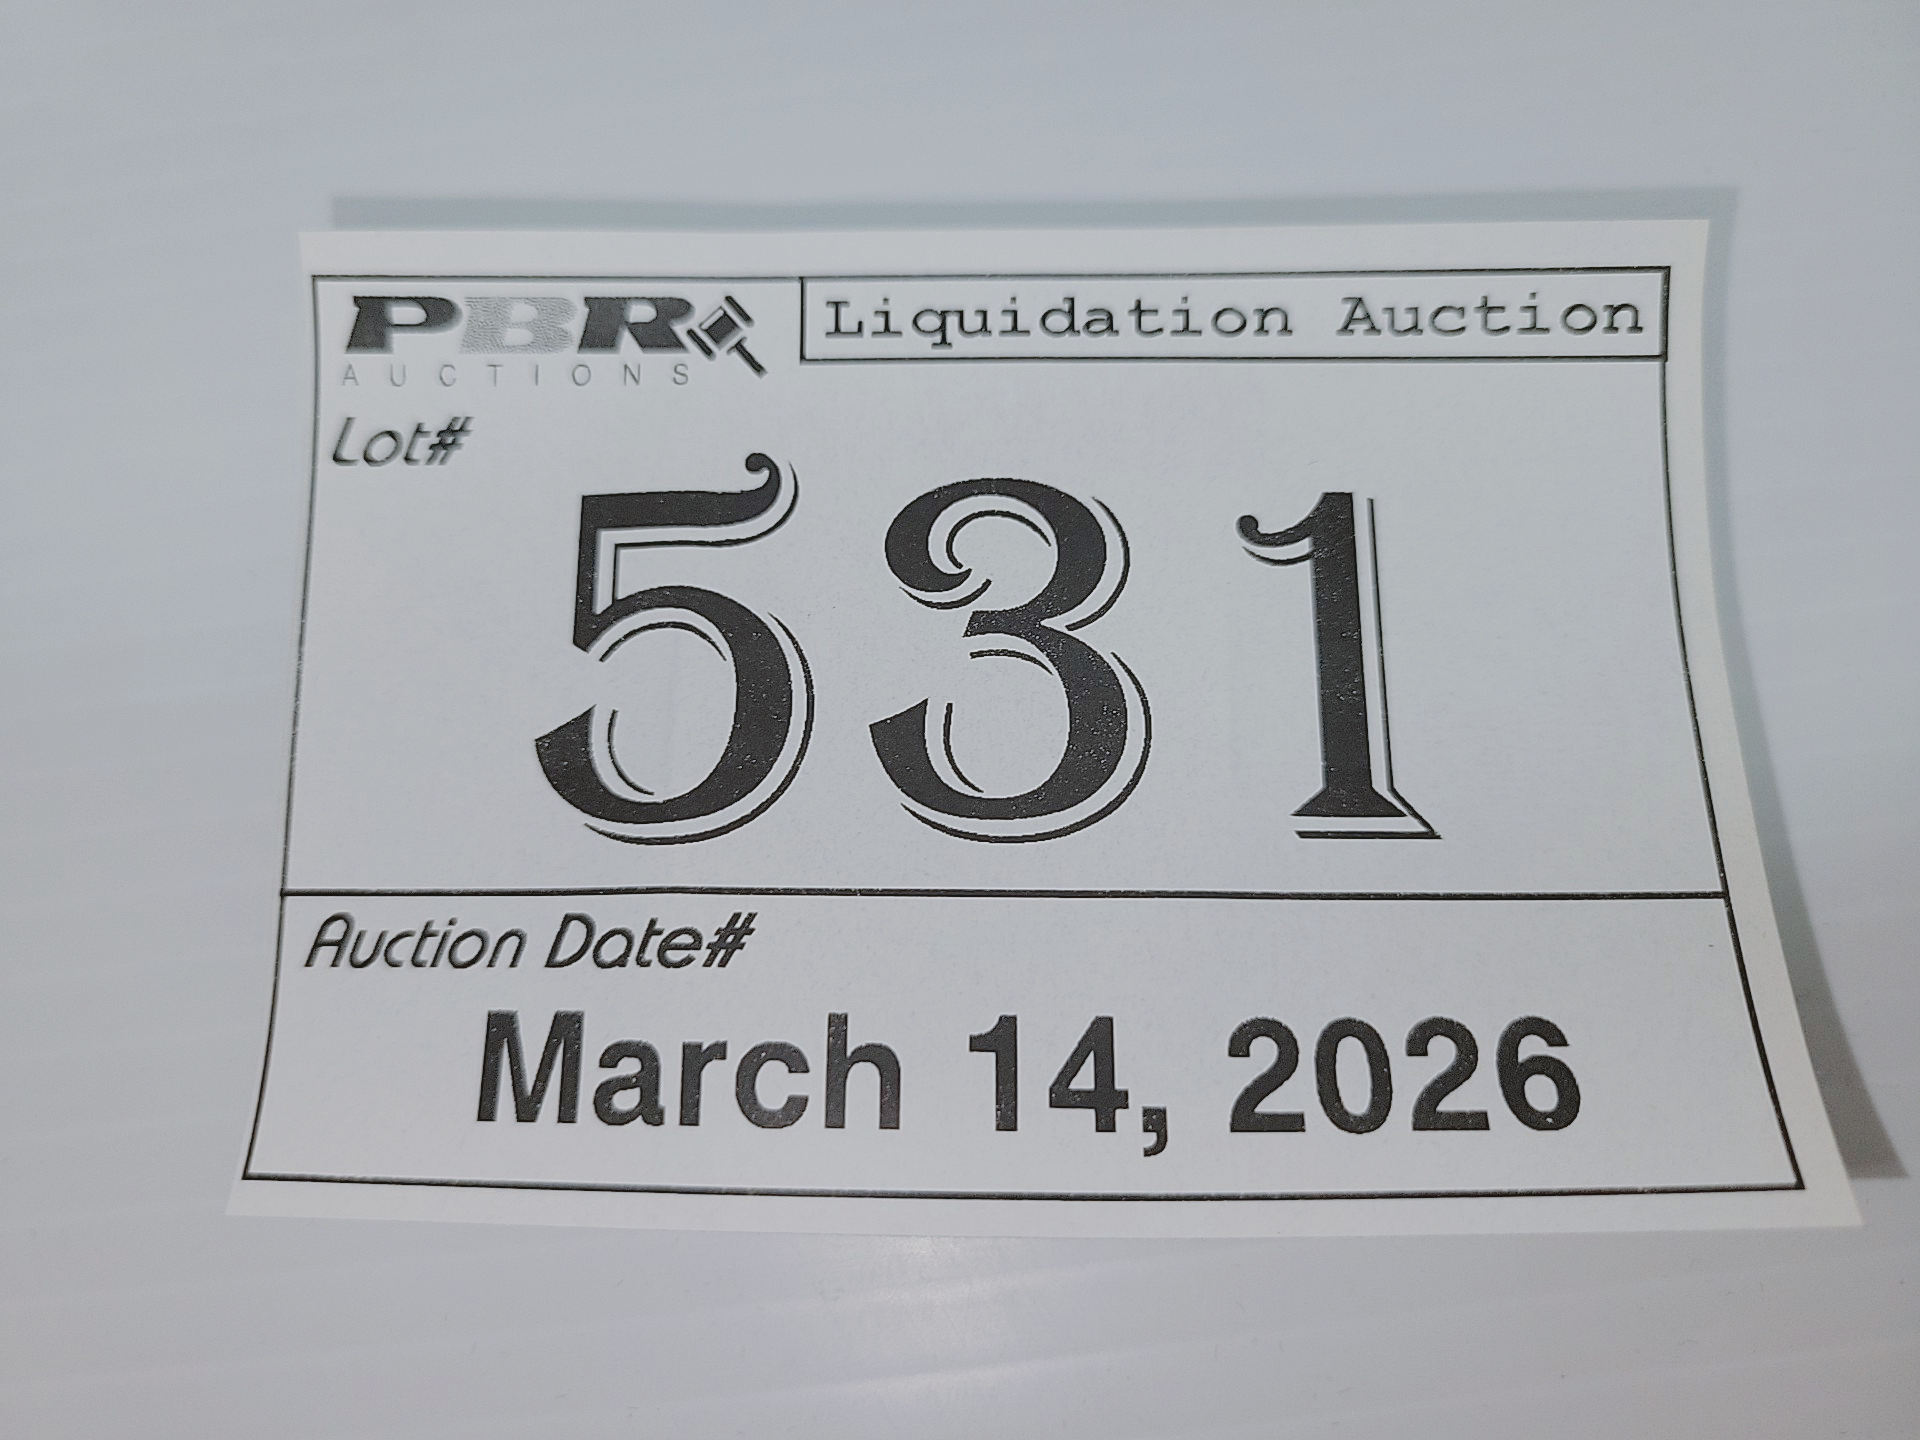 PBR
AUCTIONS
Liquidation Auction
Lot#
531
Auction Date#
March 14, 2026